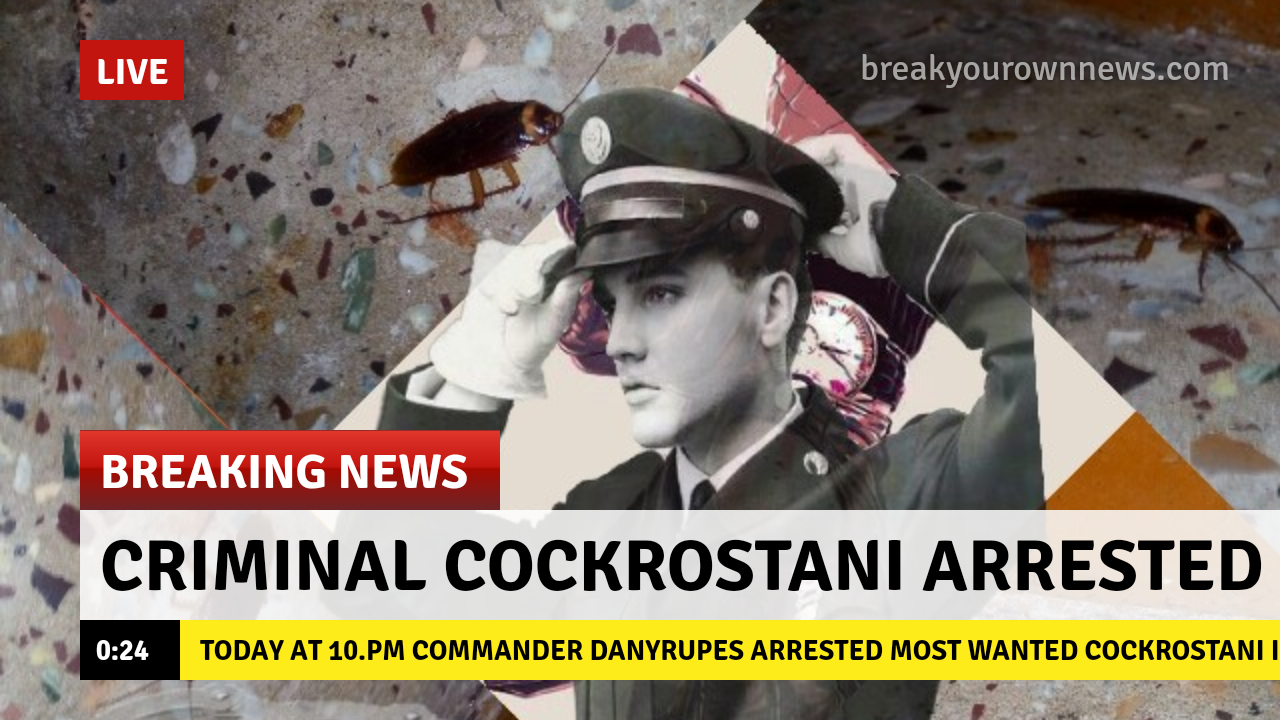 LIVE
breakyourownnews.com
BREAKING NEWS
CRIMINAL COCKROSTANI ARRESTED
0:24
TODAY AT 10.PM COMMANDER DANYRUPES ARRESTED MOST WANTED COCKROSTANI